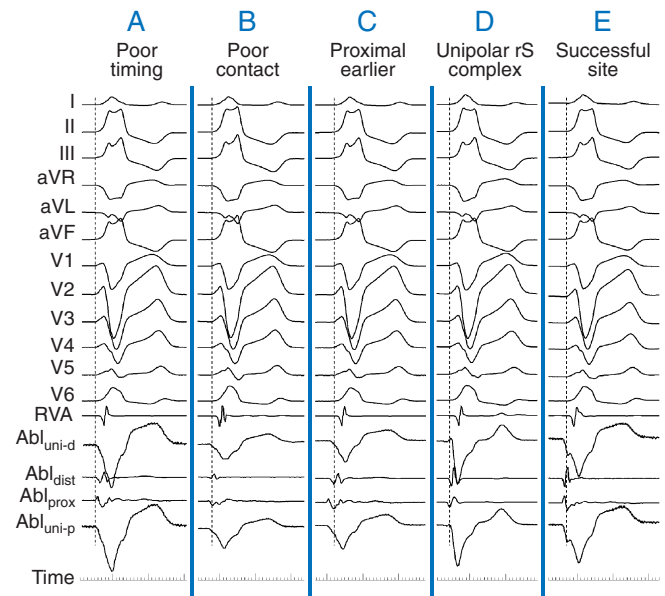 A B C D E
Poor timing
Poor contact
Proximal earlier
Unipolar rS complex
Successful site
I
II
III
aVR
aVL
aVF
V1
V2
V3
V4
V5
V6
RVA
Abluni-d
Abldist
Ablprox
Abluni-p
Time